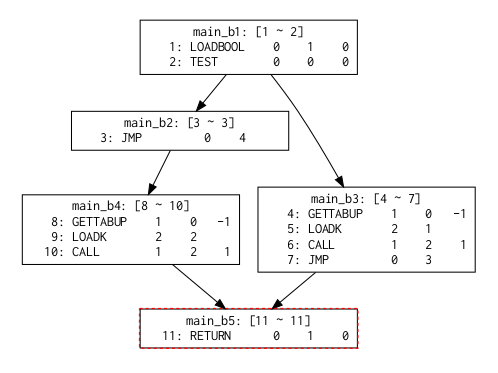 main_b1: [1 ~ 2]
1: LOADBOOL 0 1 0
2: TEST 0 0 0
main_b2: [3 ~ 3]
3: JMP 0 4
main_b4: [8 ~ 10]
8: GETTABUP 1 0 -1
9: LOADK 2 2
10: CALL 1 2 1
main_b3: [4 ~ 7]
4: GETTABUP 1 0 -1
5: LOADK 2 1
6: CALL 1 2 1
7: JMP 0 3
main_b5: [11 ~ 11]
11: RETURN 0 1 0